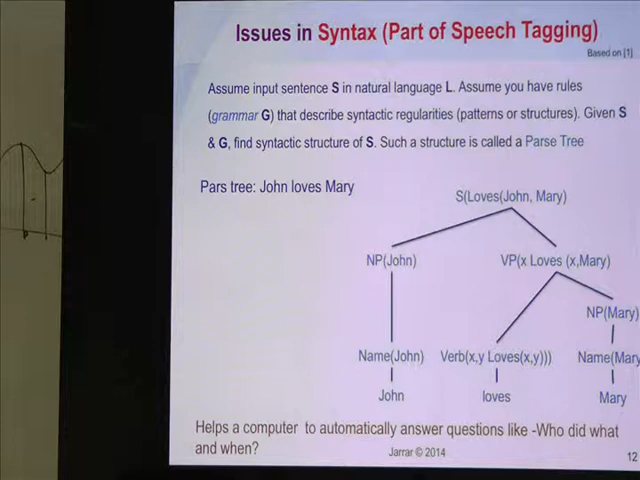 Issues in Syntax (Part of Speech Tagging)
Based on [1]
Assume input sentence S in natural language L. Assume you have rules
(grammar G) that describe syntactic regularities (patterns or structures). Given S
& G, find syntactic structure of S. Such a structure is called a Parse Tree
Pars tree: John loves Mary
S(Loves(John, Mary)
NP(John) VP(x Loves (x,Mary)
NP(Mary)
Name(John) Verb(x,y Loves(x,y))) Name(Mary
John loves Mary
Helps a computer to automatically answer questions like -Who did what
and when?
Jarrar © 2014
12